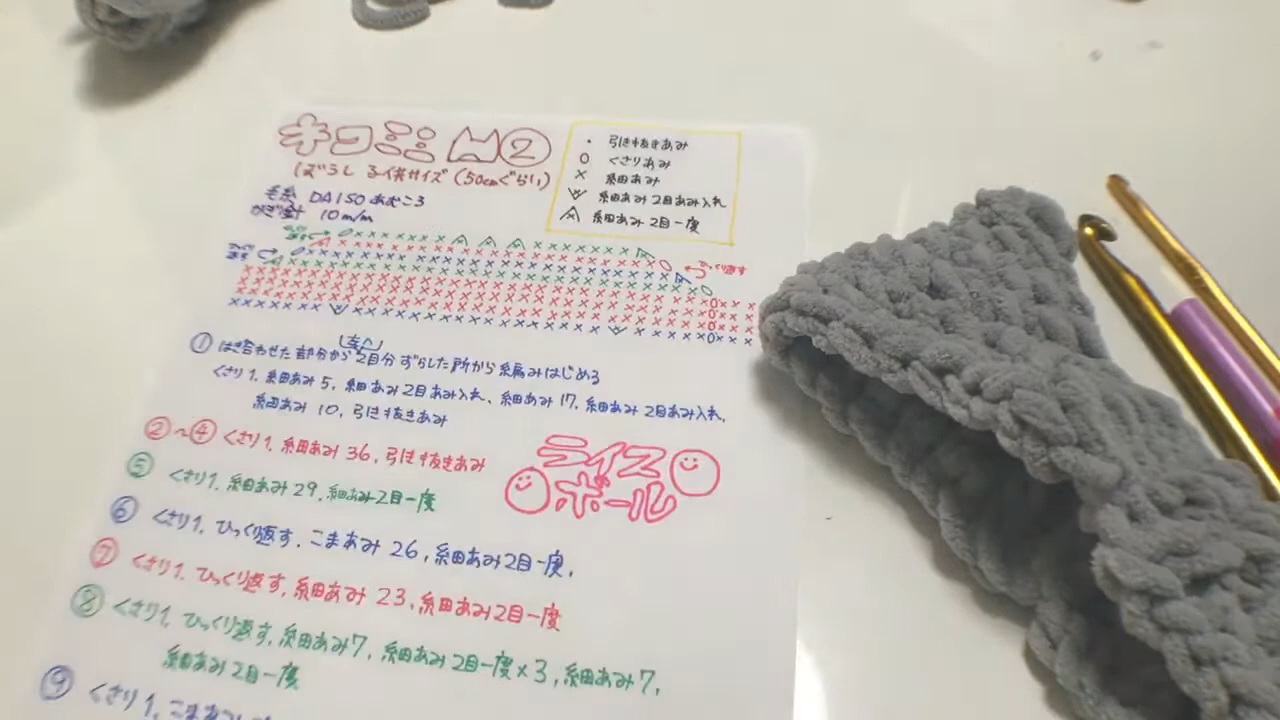 ネコミミ ②
ぼうし 子供サイズ (50cmぐらい)
毛糸 DAISO あむころ
かぎ針 10m/m
・ 引き抜きあみ
O くさりあみ
× 細あみ
細あみ2目あみ入れ
細あみ2目一度
① はぎ合わせた部分から2目分ずらした所から編みはじめる
くさり1, 細あみ5, 細あみ2目あみ入れ, 細あみ17, 細あみ2目あみ入れ,
細あみ10, 引き抜きあみ
②~④ くさり1, 細あみ36, 引き抜きあみ
ライス
ボール
⑤ くさり1, 細あみ29, 細あみ2目一度
⑥ くさり1, ひっくり返す, こまあみ26, 細あみ2目一度,
⑦ くさり1, ひっくり返す, 細あみ23, 細あみ2目一度
⑧ くさり1, ひっくり返す, 細あみ7, 細あみ2目一度×3, 細あみ7,
細あみ2目一度
⑨ くさり1,